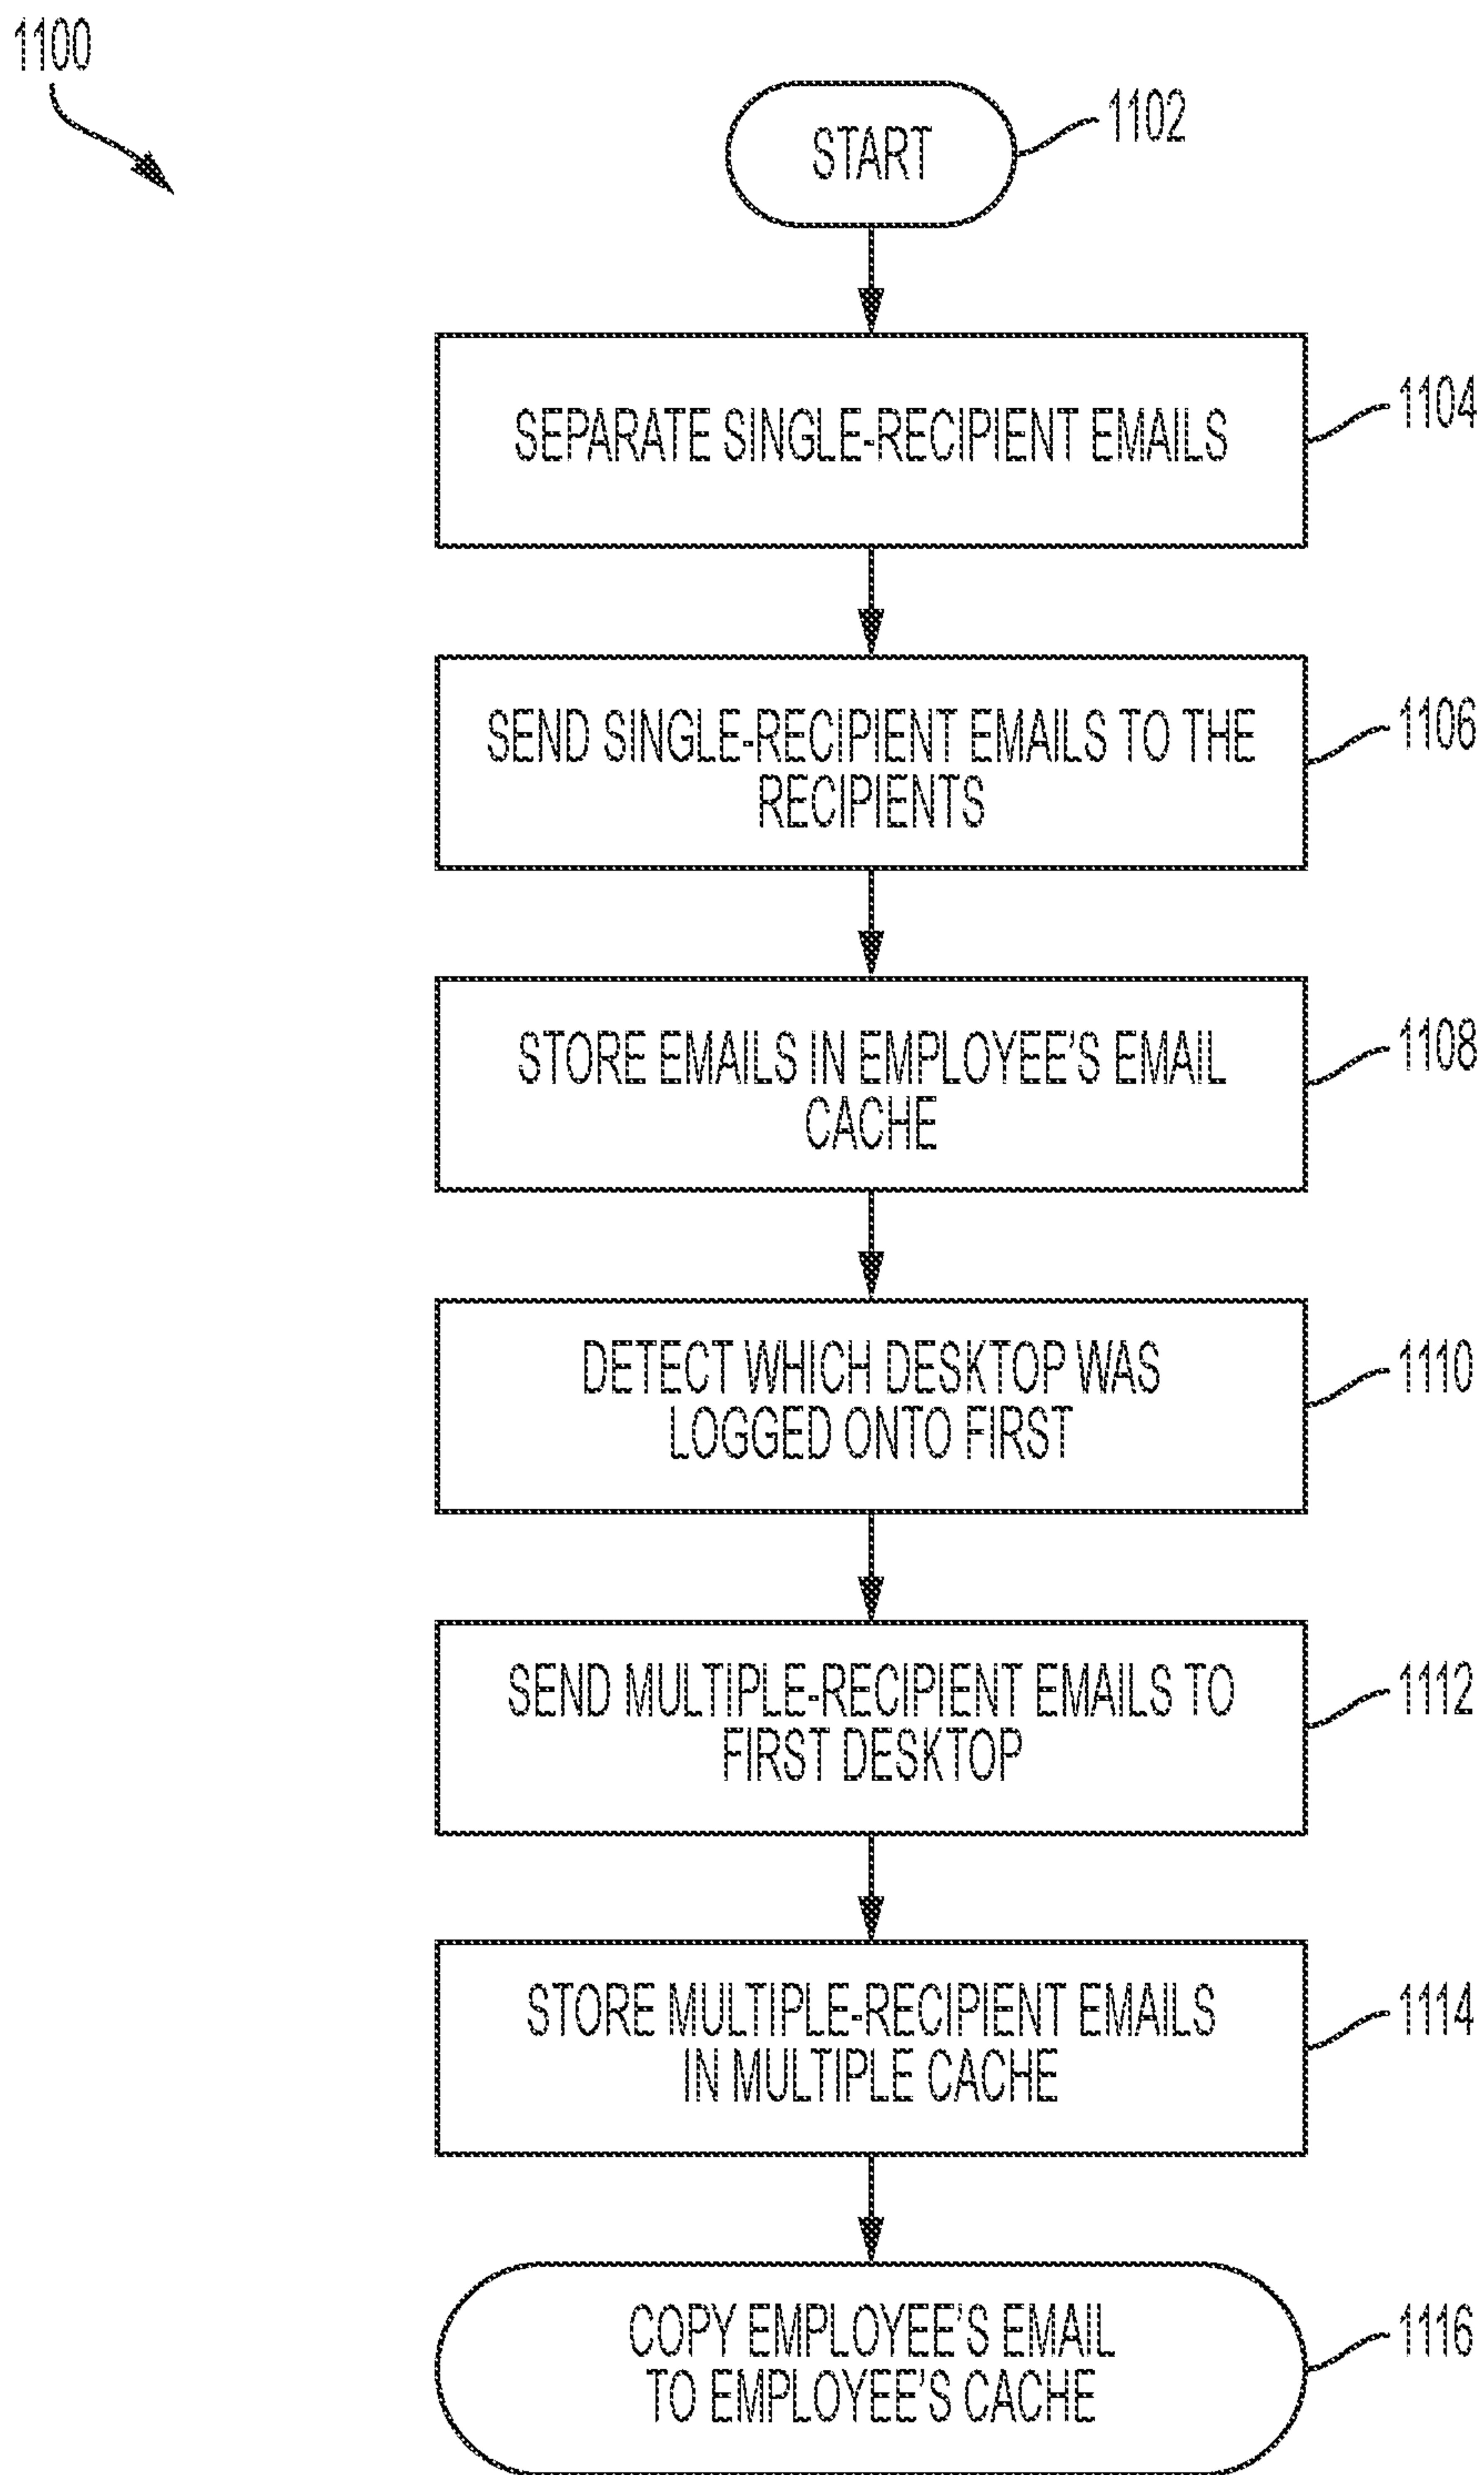 1100
START
1102
SEPARATE SINGLE-RECIPIENT EMAILS
1104
SEND SINGLE-RECIPIENT EMAILS TO THE
RECIPIENTS
1106
STORE EMAILS IN EMPLOYEE'S EMAIL
CACHE
1108
DETECT WHICH DESKTOP WAS
LOGGED ONTO FIRST
1110
SEND MULTIPLE-RECIPIENT EMAILS TO
FIRST DESKTOP
1112
STORE MULTIPLE-RECIPIENT EMAILS
IN MULTIPLE CACHE
1114
COPY EMPLOYEE'S EMAIL
TO EMPLOYEE'S CACHE
1116